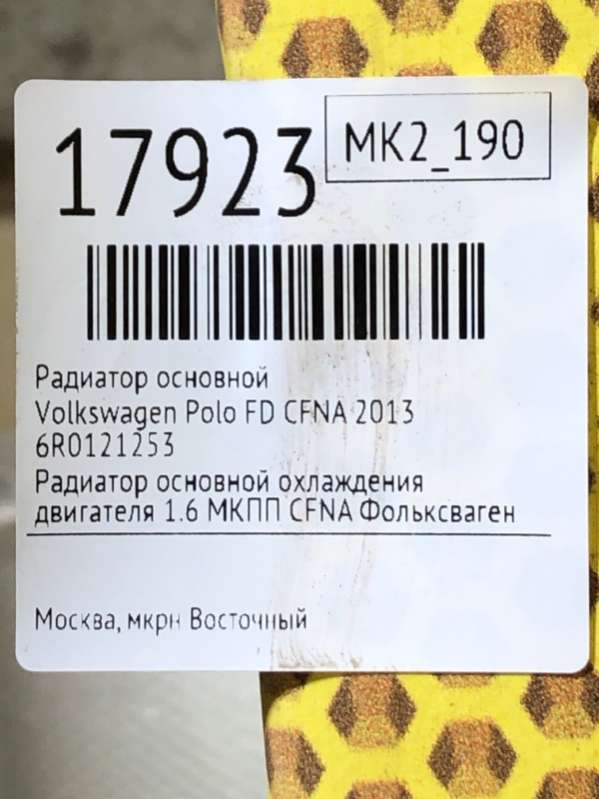 17923
MK2_190
Радиатор основной
Volkswagen Polo FD CFNA 2013
6R0121253
Радиатор основной охлаждения
двигателя 1.6 МКПП CFNA Фольксваген
Москва, мкрн Восточный